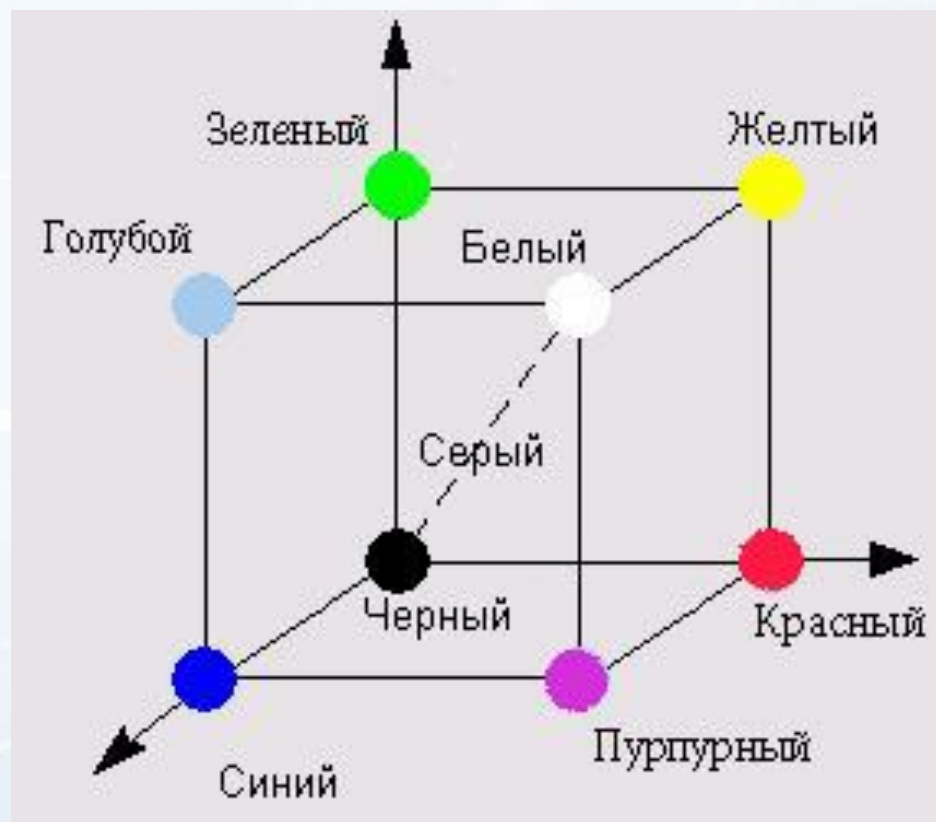 Зеленый
Желтый
Голубой
Белый
Серый
Черный
Красный
Пурпурный
Синий